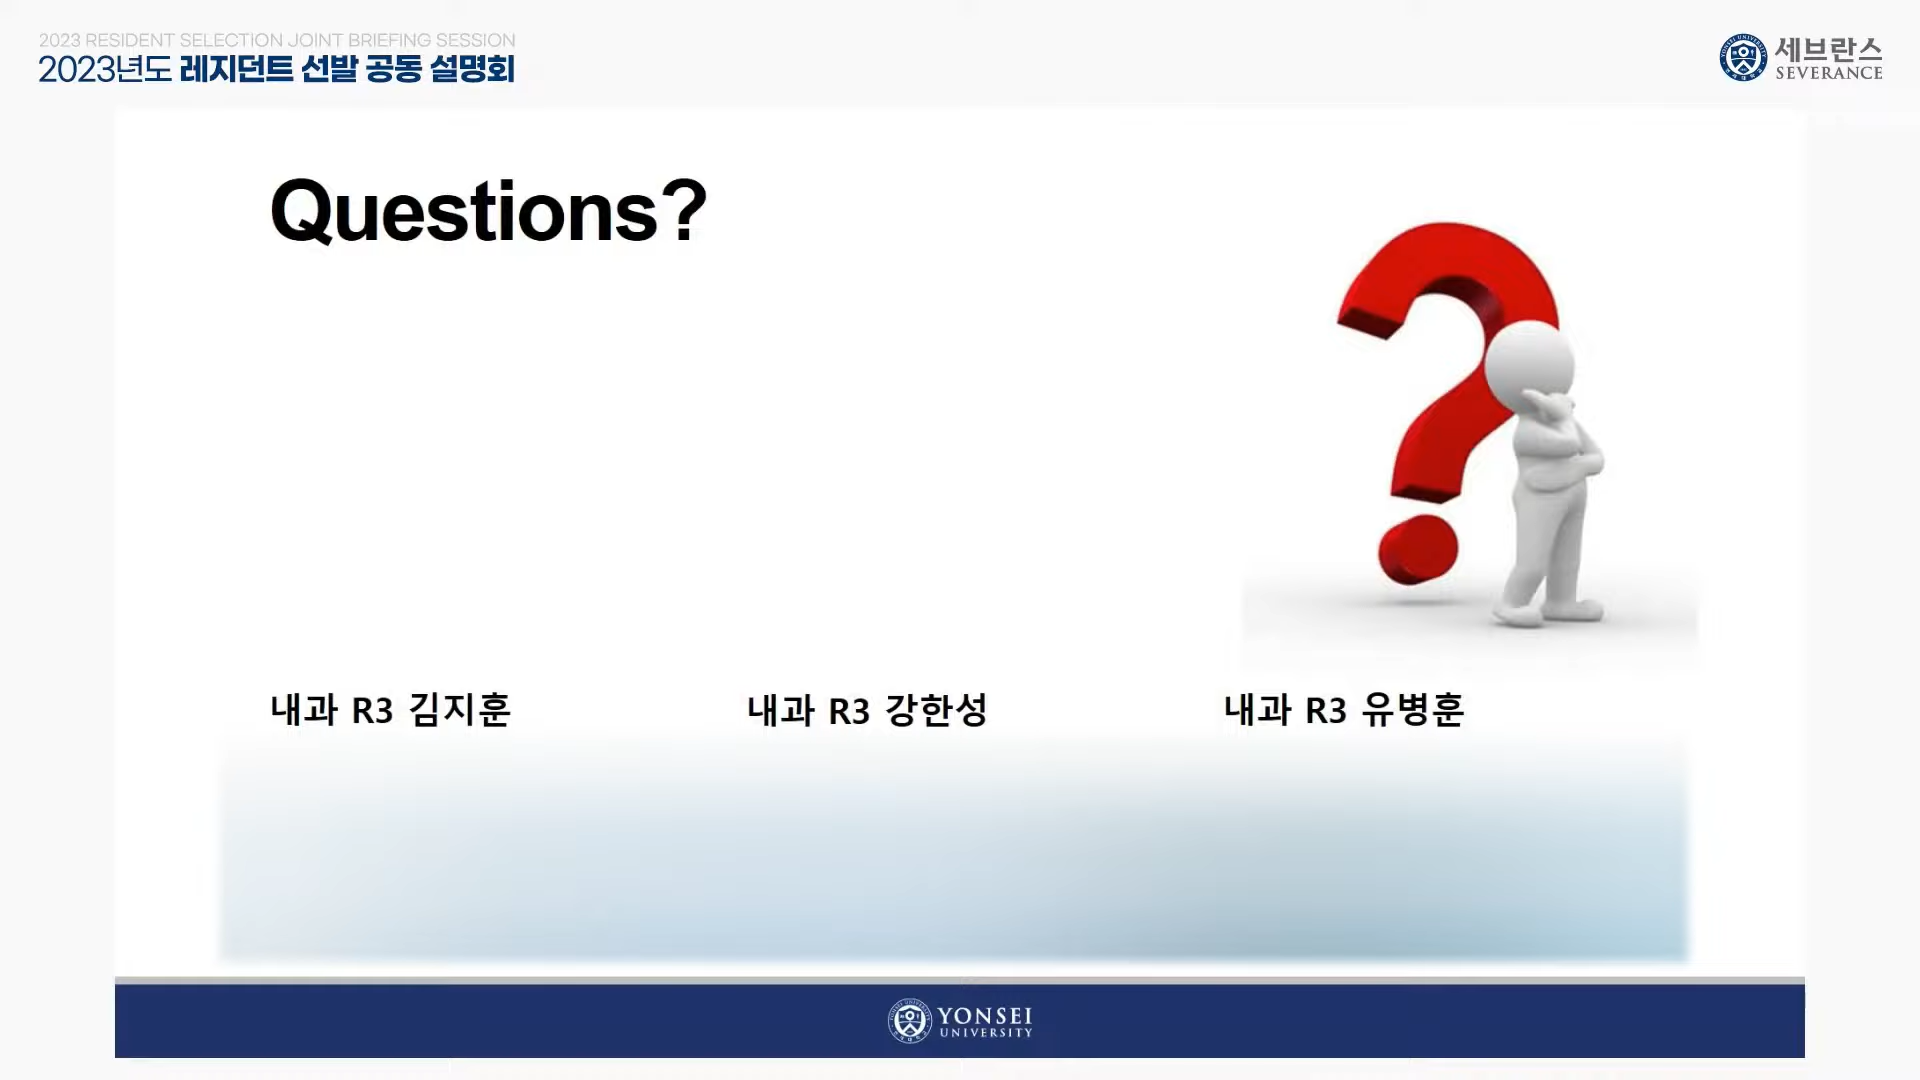 2023 RESIDENT SELECTION JOINT BRIEFING SESSION
2023년도 레지던트 선발 공동 설명회
세브란스
SEVERANCE
Questions?
내과 R3 김지훈
내과 R3 강한성
내과 R3 유병훈
YONSEI
UNIVERSITY